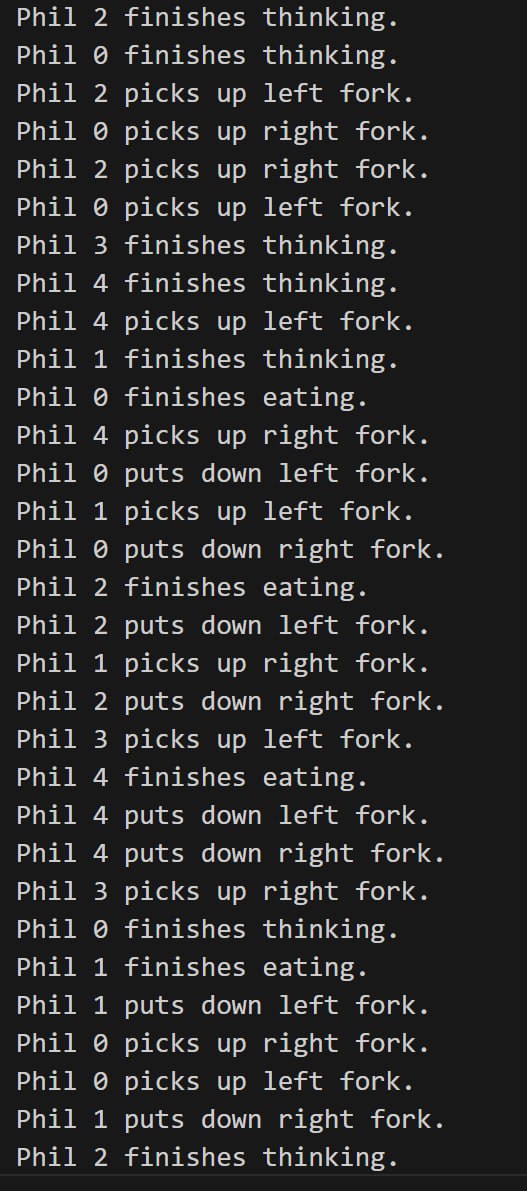 Phil 2 finishes thinking.
Phil 0 finishes thinking.
Phil 2 picks up left fork.
Phil 0 picks up right fork.
Phil 2 picks up right fork.
Phil 0 picks up left fork.
Phil 3 finishes thinking.
Phil 4 finishes thinking.
Phil 4 picks up left fork.
Phil 1 finishes thinking.
Phil 0 finishes eating.
Phil 4 picks up right fork.
Phil 0 puts down left fork.
Phil 1 picks up left fork.
Phil 0 puts down right fork.
Phil 2 finishes eating.
Phil 2 puts down left fork.
Phil 1 picks up right fork.
Phil 2 puts down right fork.
Phil 3 picks up left fork.
Phil 4 finishes eating.
Phil 4 puts down left fork.
Phil 4 puts down right fork.
Phil 3 picks up right fork.
Phil 0 finishes thinking.
Phil 1 finishes eating.
Phil 1 puts down left fork.
Phil 0 picks up right fork.
Phil 0 picks up left fork.
Phil 1 puts down right fork.
Phil 2 finishes thinking.